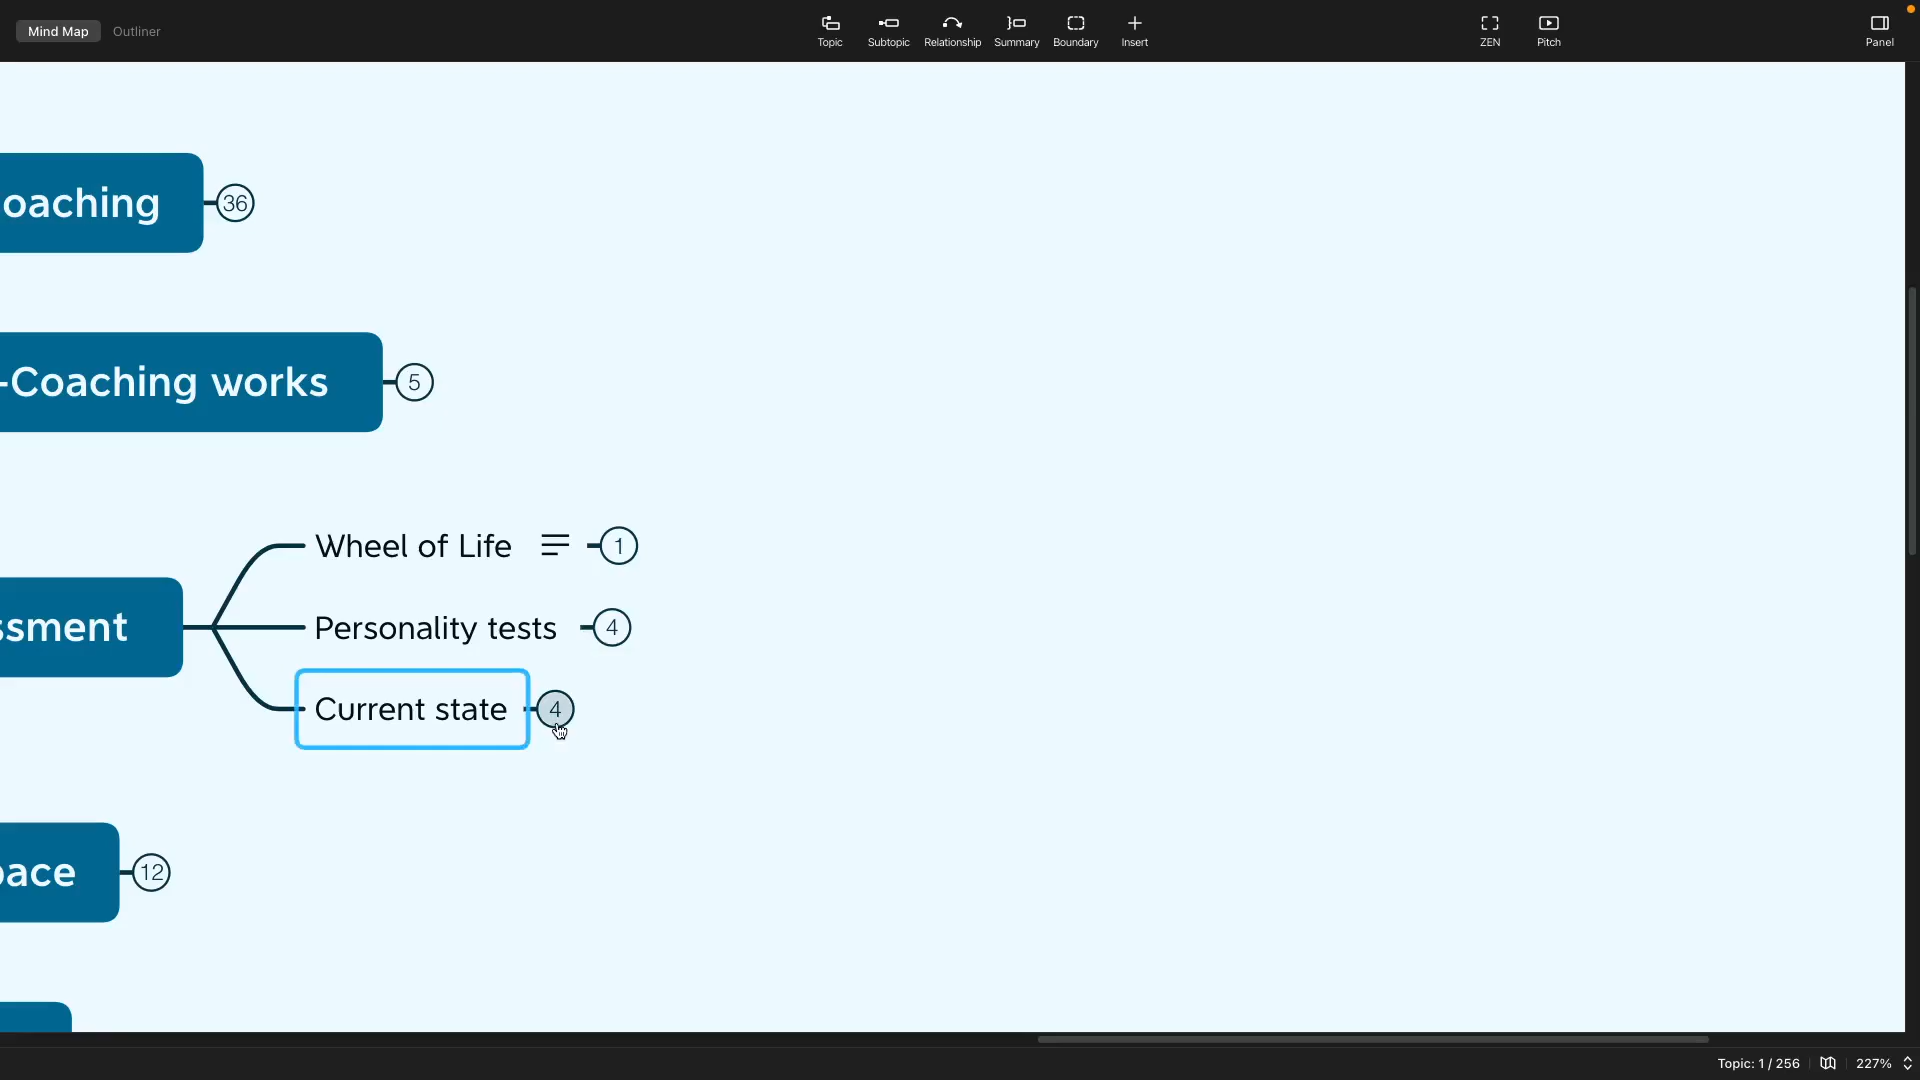 Mind Map
Outliner
Topic
Subtopic
Relationship
Summary
Boundary
Insert
ZEN
Pitch
Panel
oaching
36
-Coaching works
5
Wheel of Life
1
ssment
Personality tests
4
Current state
4
pace
12
Topic: 1 / 256
227%